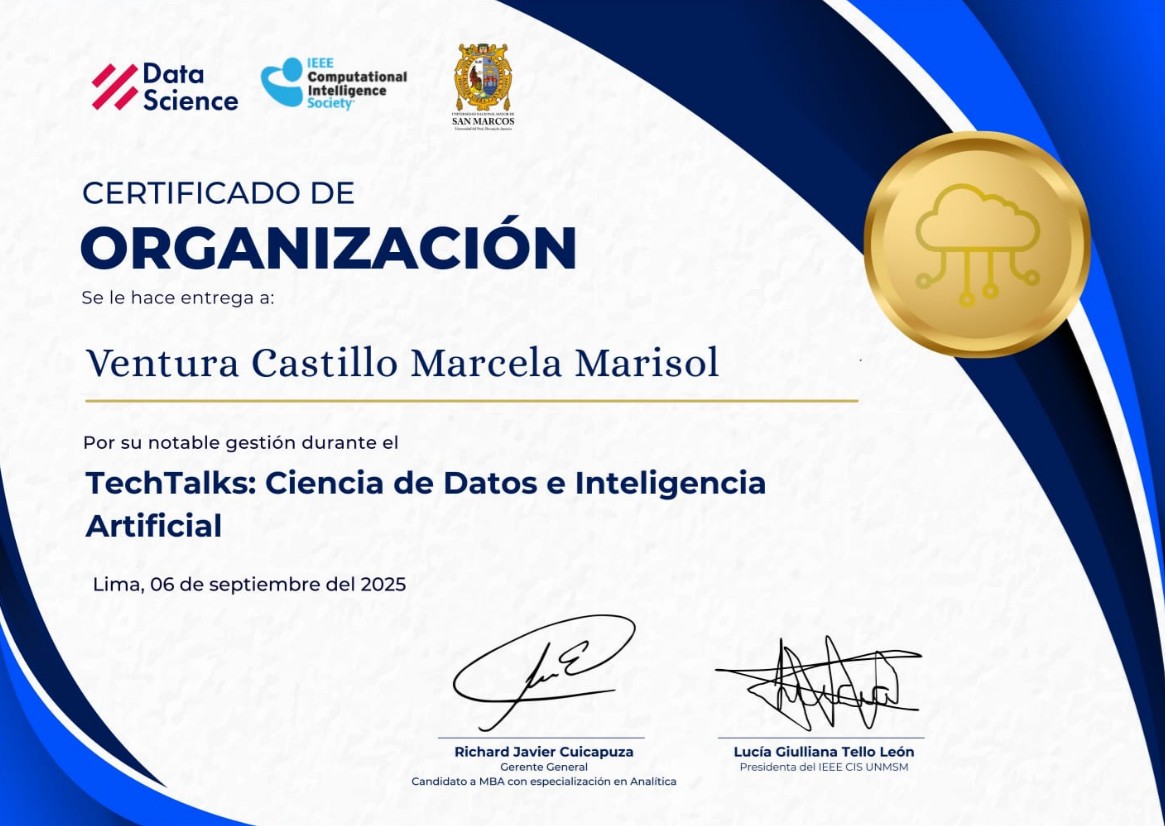 Data
Science
IEEE
Computational
Intelligence
Society
UNIVERSIDAD NACIONAL MAYOR DE
SAN MARCOS
Universidad del Perú, Decana de América
CERTIFICADO DE
ORGANIZACIÓN
Se le hace entrega a:
Ventura Castillo Marcela Marisol
Por su notable gestión durante el
TechTalks: Ciencia de Datos e Inteligencia
Artificial
Lima, 06 de septiembre del 2025
Richard Javier Cuicapuza
Gerente General
Candidato a MBA con especialización en Analítica
Lucía Giulliana Tello León
Presidenta del IEEE CIS UNMSM